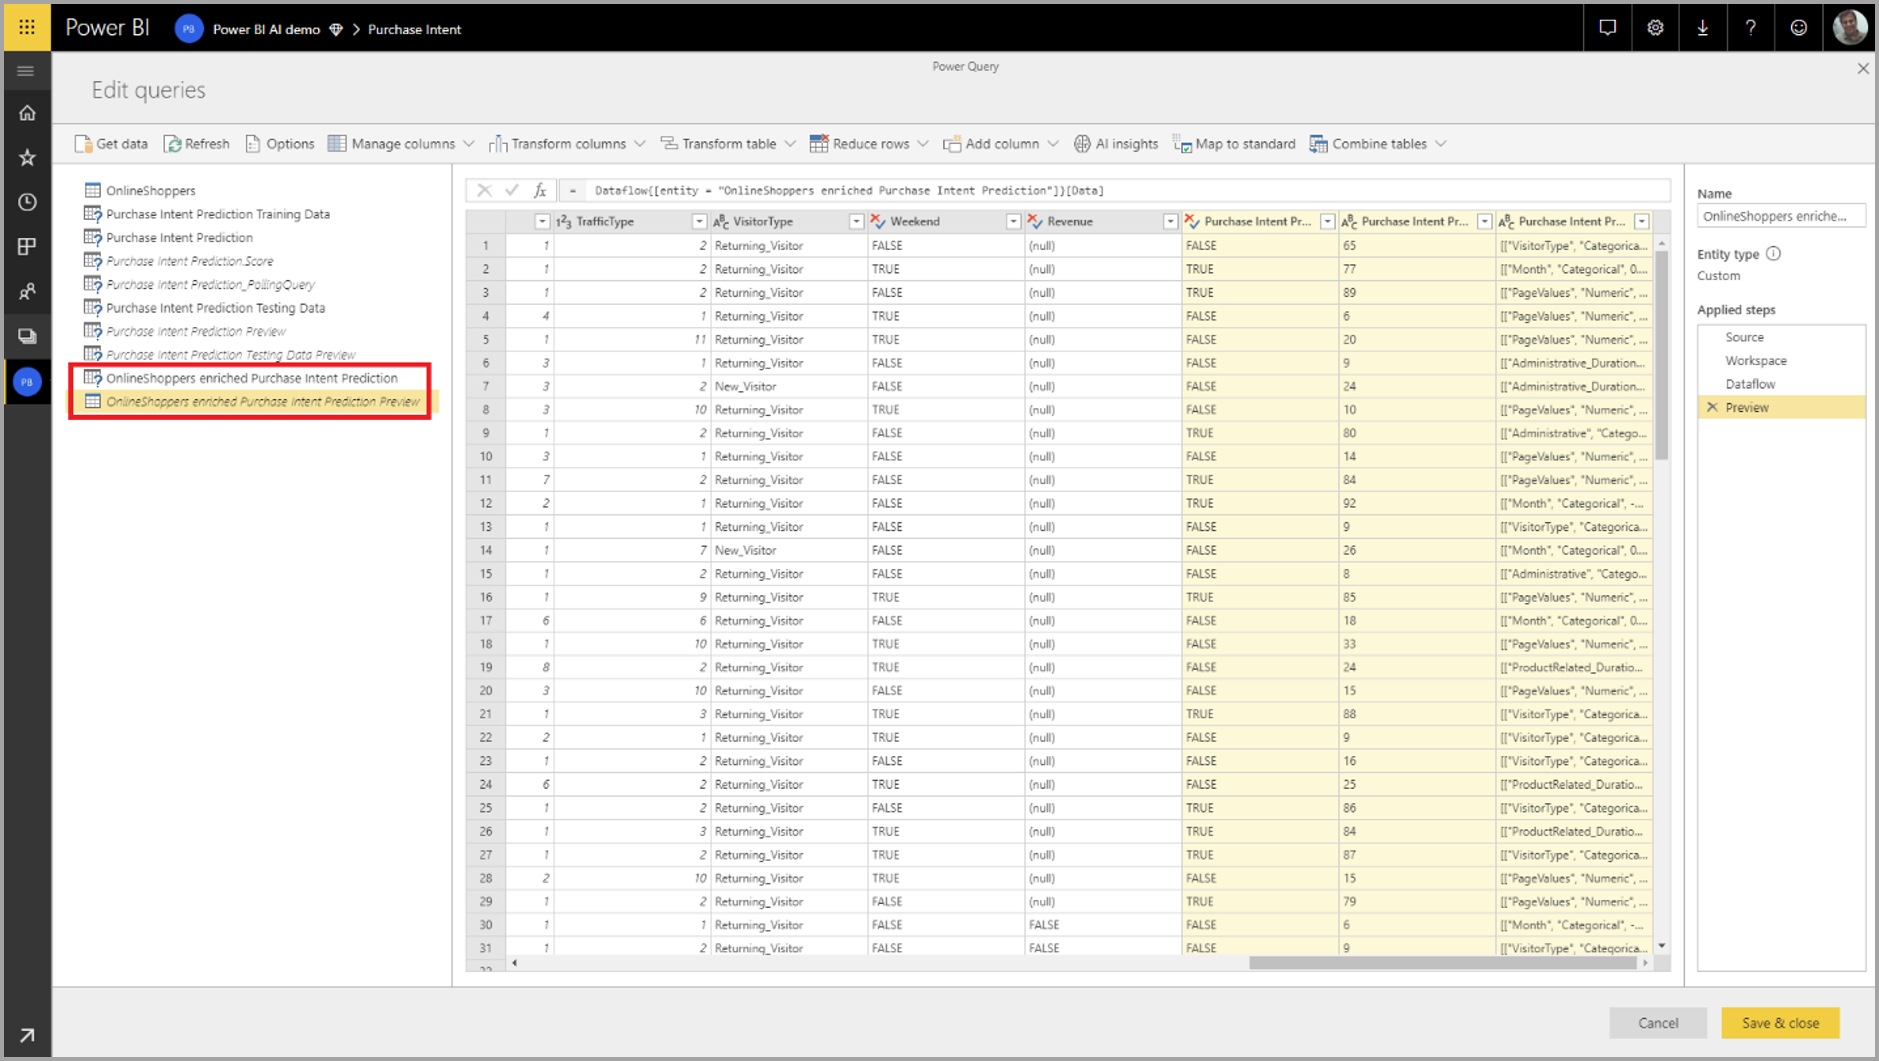 Power BI PB Power BI AI demo > Purchase Intent ?
Power Query
Edit queries
Get data Refresh Options Manage columns Transform columns Transform table Reduce rows Add column AI insights Map to standard Combine tables
OnlineShoppers
Purchase Intent Prediction Training Data
Purchase Intent Prediction
Purchase Intent Prediction.Score
Purchase Intent Prediction_PollingQuery
Purchase Intent Prediction Testing Data
Purchase Intent Prediction Preview
Purchase Intent Prediction Testing Data Preview
OnlineShoppers enriched Purchase Intent Prediction
OnlineShoppers enriched Purchase Intent Prediction Preview
PB
fx = Dataflow{[entity = "OnlineShoppers enriched Purchase Intent Prediction"]}[Data]
1²3 TrafficType ABC VisitorType Weekend Revenue Purchase Intent Pr... ABC Purchase Intent Pr... ABC Purchase Intent Pr...
1 1 2 Returning_Visitor FALSE (null) FALSE 65 [["VisitorType", "Categorica...
2 1 2 Returning_Visitor TRUE (null) TRUE 77 [["Month", "Categorical", 0....
3 1 2 Returning_Visitor FALSE (null) TRUE 89 [["PageValues", "Numeric", ...
4 4 1 Returning_Visitor TRUE (null) FALSE 6 [["PageValues", "Numeric", ...
5 1 11 Returning_Visitor TRUE (null) FALSE 20 [["PageValues", "Numeric", ...
6 3 1 Returning_Visitor FALSE (null) FALSE 9 [["Administrative_Duration...
7 3 2 New_Visitor FALSE (null) FALSE 24 [["Administrative_Duration...
8 3 10 Returning_Visitor TRUE (null) FALSE 10 [["PageValues", "Numeric", ...
9 1 2 Returning_Visitor FALSE (null) TRUE 80 [["Administrative", "Catego...
10 3 1 Returning_Visitor FALSE (null) FALSE 14 [["PageValues", "Numeric", ...
11 7 2 Returning_Visitor FALSE (null) TRUE 84 [["PageValues", "Numeric", ...
12 2 1 Returning_Visitor FALSE (null) TRUE 92 [["Month", "Categorical", -...
13 1 1 Returning_Visitor FALSE (null) FALSE 9 [["VisitorType", "Categorica...
14 1 7 New_Visitor FALSE (null) FALSE 26 [["Month", "Categorical", 0....
15 1 2 Returning_Visitor FALSE (null) FALSE 8 [["Administrative", "Catego...
16 1 9 Returning_Visitor TRUE (null) TRUE 85 [["PageValues", "Numeric", ...
17 6 6 Returning_Visitor FALSE (null) FALSE 18 [["Month", "Categorical", 0....
18 1 10 Returning_Visitor TRUE (null) FALSE 33 [["PageValues", "Numeric", ...
19 8 2 Returning_Visitor TRUE (null) FALSE 24 [["ProductRelated_Duratio...
20 3 10 Returning_Visitor FALSE (null) FALSE 15 [["PageValues", "Numeric", ...
21 1 3 Returning_Visitor TRUE (null) TRUE 88 [["VisitorType", "Categorica...
22 2 1 Returning_Visitor TRUE (null) FALSE 9 [["VisitorType", "Categorica...
23 1 2 Returning_Visitor FALSE (null) FALSE 16 [["VisitorType", "Categorica...
24 6 2 Returning_Visitor TRUE (null) FALSE 25 [["ProductRelated_Duratio...
25 1 2 Returning_Visitor FALSE (null) TRUE 86 [["VisitorType", "Categorica...
26 1 3 Returning_Visitor TRUE (null) TRUE 84 [["ProductRelated_Duratio...
27 1 2 Returning_Visitor TRUE (null) TRUE 87 [["VisitorType", "Categorica...
28 2 10 Returning_Visitor TRUE (null) FALSE 15 [["PageValues", "Numeric", ...
29 1 2 Returning_Visitor FALSE (null) TRUE 79 [["PageValues", "Numeric", ...
30 1 1 Returning_Visitor FALSE FALSE FALSE 6 [["Month", "Categorical", -...
31 1 2 Returning_Visitor FALSE FALSE FALSE 9 [["VisitorType", "Categorica...
Name
OnlineShoppers enriche...
Entity type
Custom
Applied steps
Source
Workspace
Dataflow
Preview
Cancel Save & close